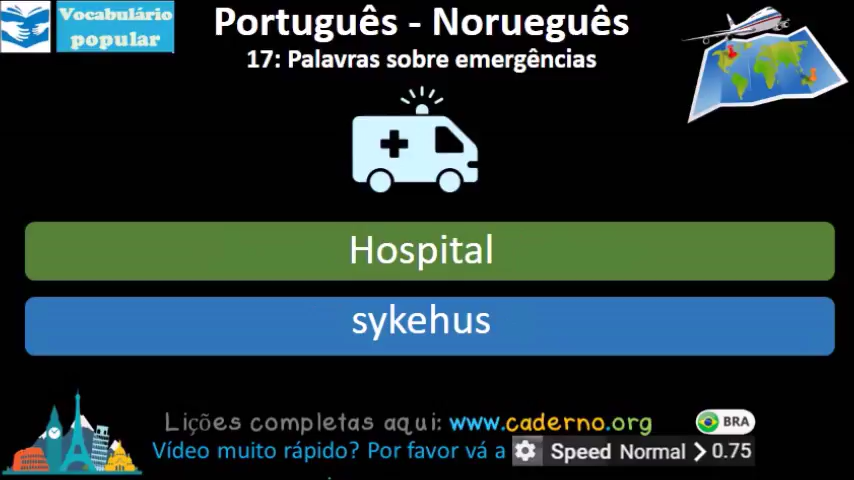 Vocabulário
popular
Português - Norueguês
17: Palavras sobre emergências
Hospital
sykehus
Lições completas aqui: www.caderno.org
BRA
Vídeo muito rápido? Por favor vá a Speed Normal > 0.75